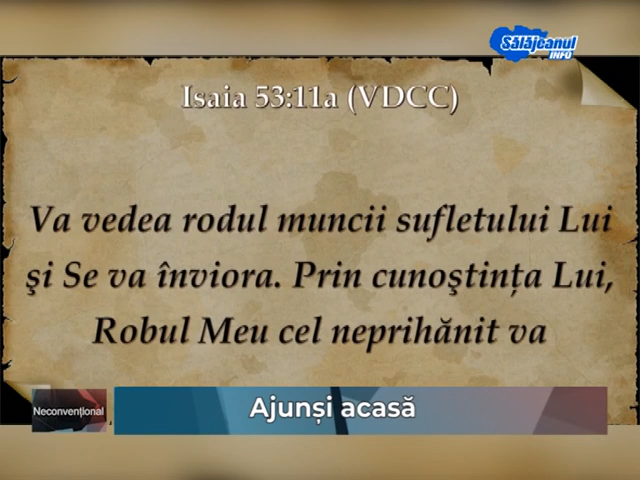 Sălăjeanul
INFO
Isaia 53:11a (VDCC)
Va vedea rodul muncii sufletului Lui
şi Se va înviora. Prin cunoştinţa Lui,
Robul Meu cel neprihănit va
Ajunși acasă
Neconvențional